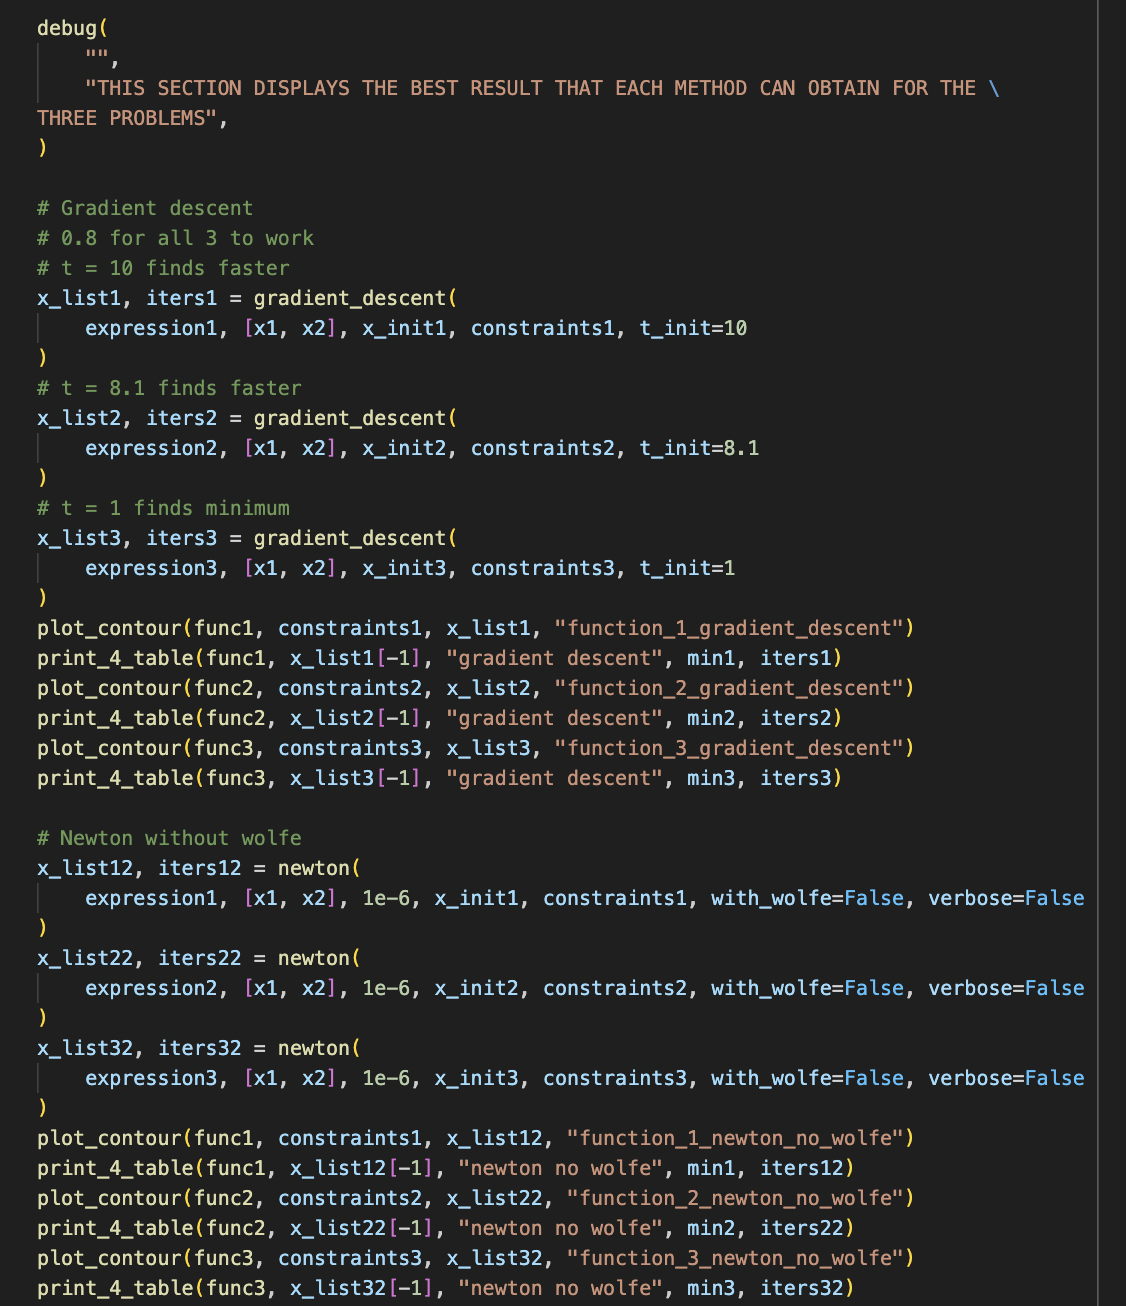 debug(
    "",
    "THIS SECTION DISPLAYS THE BEST RESULT THAT EACH METHOD CAN OBTAIN FOR THE \
THREE PROBLEMS",
)

# Gradient descent
# 0.8 for all 3 to work
# t = 10 finds faster
x_list1, iters1 = gradient_descent(
    expression1, [x1, x2], x_init1, constraints1, t_init=10
)
# t = 8.1 finds faster
x_list2, iters2 = gradient_descent(
    expression2, [x1, x2], x_init2, constraints2, t_init=8.1
)
# t = 1 finds minimum
x_list3, iters3 = gradient_descent(
    expression3, [x1, x2], x_init3, constraints3, t_init=1
)
plot_contour(func1, constraints1, x_list1, "function_1_gradient_descent")
print_4_table(func1, x_list1[-1], "gradient descent", min1, iters1)
plot_contour(func2, constraints2, x_list2, "function_2_gradient_descent")
print_4_table(func2, x_list2[-1], "gradient descent", min2, iters2)
plot_contour(func3, constraints3, x_list3, "function_3_gradient_descent")
print_4_table(func3, x_list3[-1], "gradient descent", min3, iters3)

# Newton without wolfe
x_list12, iters12 = newton(
    expression1, [x1, x2], 1e-6, x_init1, constraints1, with_wolfe=False, verbose=False
)
x_list22, iters22 = newton(
    expression2, [x1, x2], 1e-6, x_init2, constraints2, with_wolfe=False, verbose=False
)
x_list32, iters32 = newton(
    expression3, [x1, x2], 1e-6, x_init3, constraints3, with_wolfe=False, verbose=False
)
plot_contour(func1, constraints1, x_list12, "function_1_newton_no_wolfe")
print_4_table(func1, x_list12[-1], "newton no wolfe", min1, iters12)
plot_contour(func2, constraints2, x_list22, "function_2_newton_no_wolfe")
print_4_table(func2, x_list22[-1], "newton no wolfe", min2, iters22)
plot_contour(func3, constraints3, x_list32, "function_3_newton_no_wolfe")
print_4_table(func3, x_list32[-1], "newton no wolfe", min3, iters32)